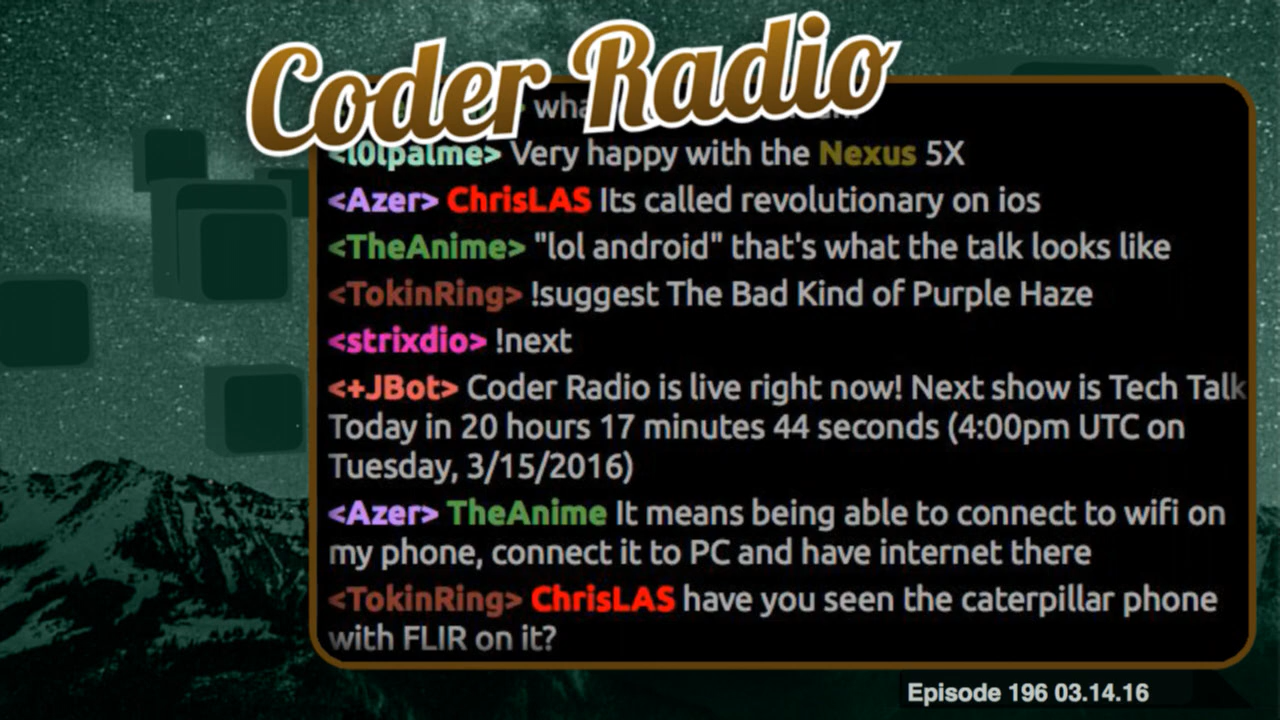 Coder Radio
wha
<l0lpalme> Very happy with the Nexus 5X
<Azer> ChrisLAS Its called revolutionary on ios
<TheAnime> "lol android" that's what the talk looks like
<TokinRing> !suggest The Bad Kind of Purple Haze
<strixdio> !next
<+JBot> Coder Radio is live right now! Next show is Tech Talk
Today in 20 hours 17 minutes 44 seconds (4:00pm UTC on
Tuesday, 3/15/2016)
<Azer> TheAnime It means being able to connect to wifi on
my phone, connect it to PC and have internet there
<TokinRing> ChrisLAS have you seen the caterpillar phone
with FLIR on it?
Episode 196 03.14.16